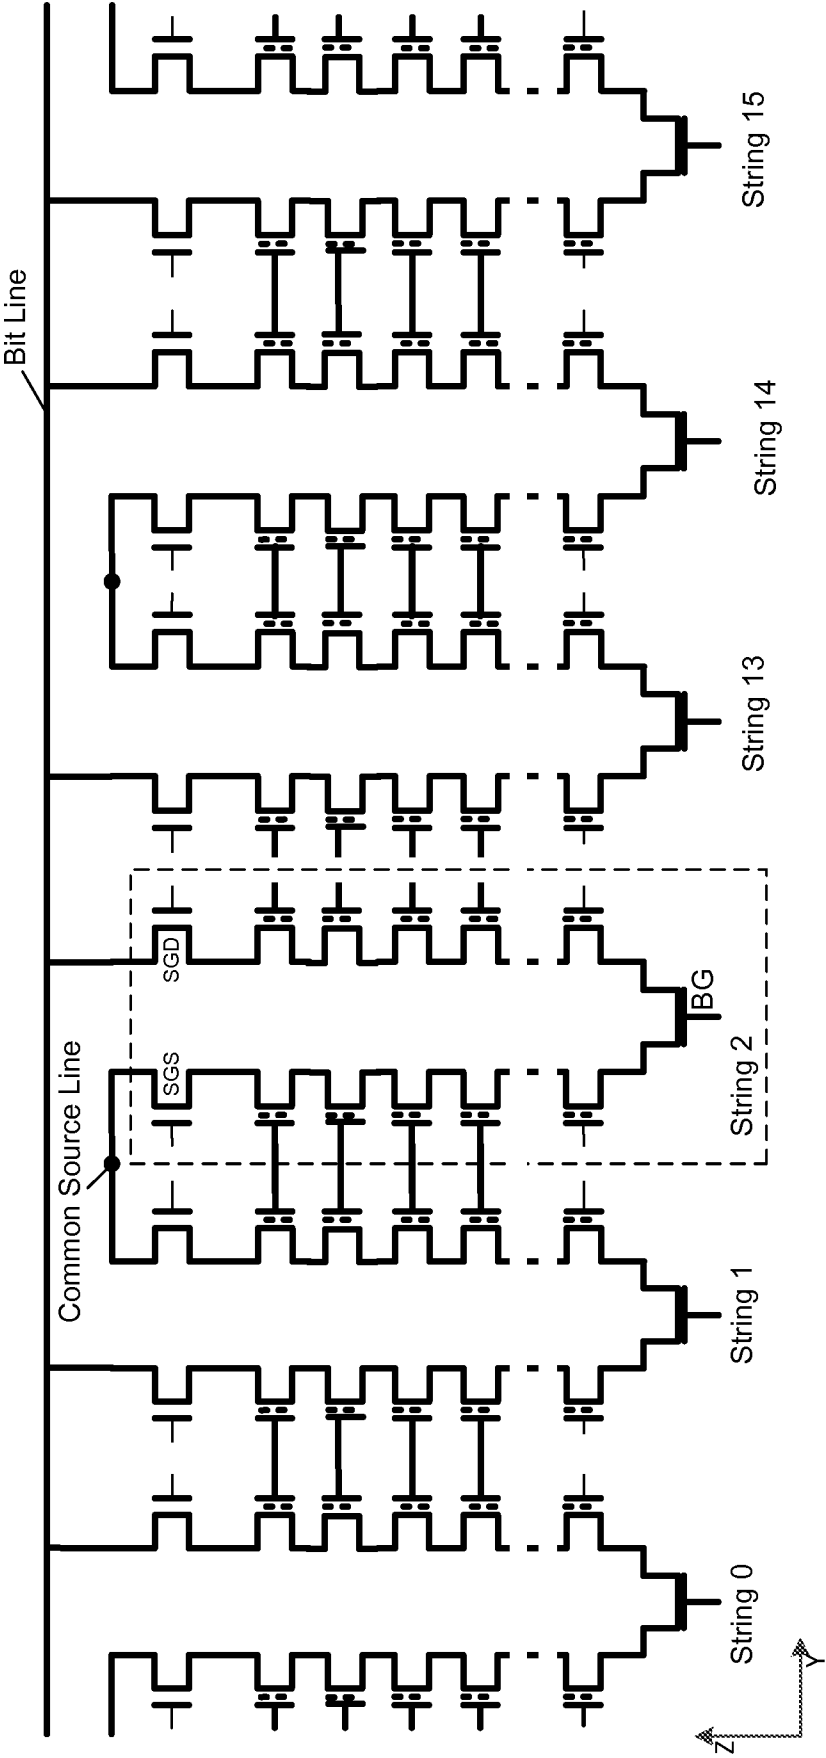 Bit Line
Common Source Line
SGS
SGD
BG
String 0
String 1
String 2
String 13
String 14
String 15
Z
Y